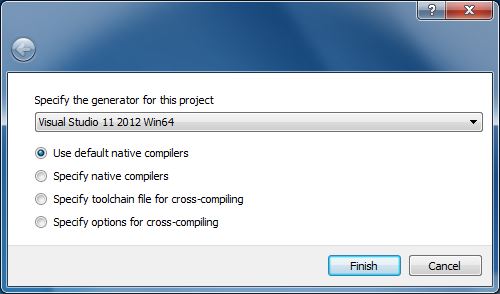 ?
Specify the generator for this project
Visual Studio 11 2012 Win64
Use default native compilers
Specify native compilers
Specify toolchain file for cross-compiling
Specify options for cross-compiling
Finish Cancel